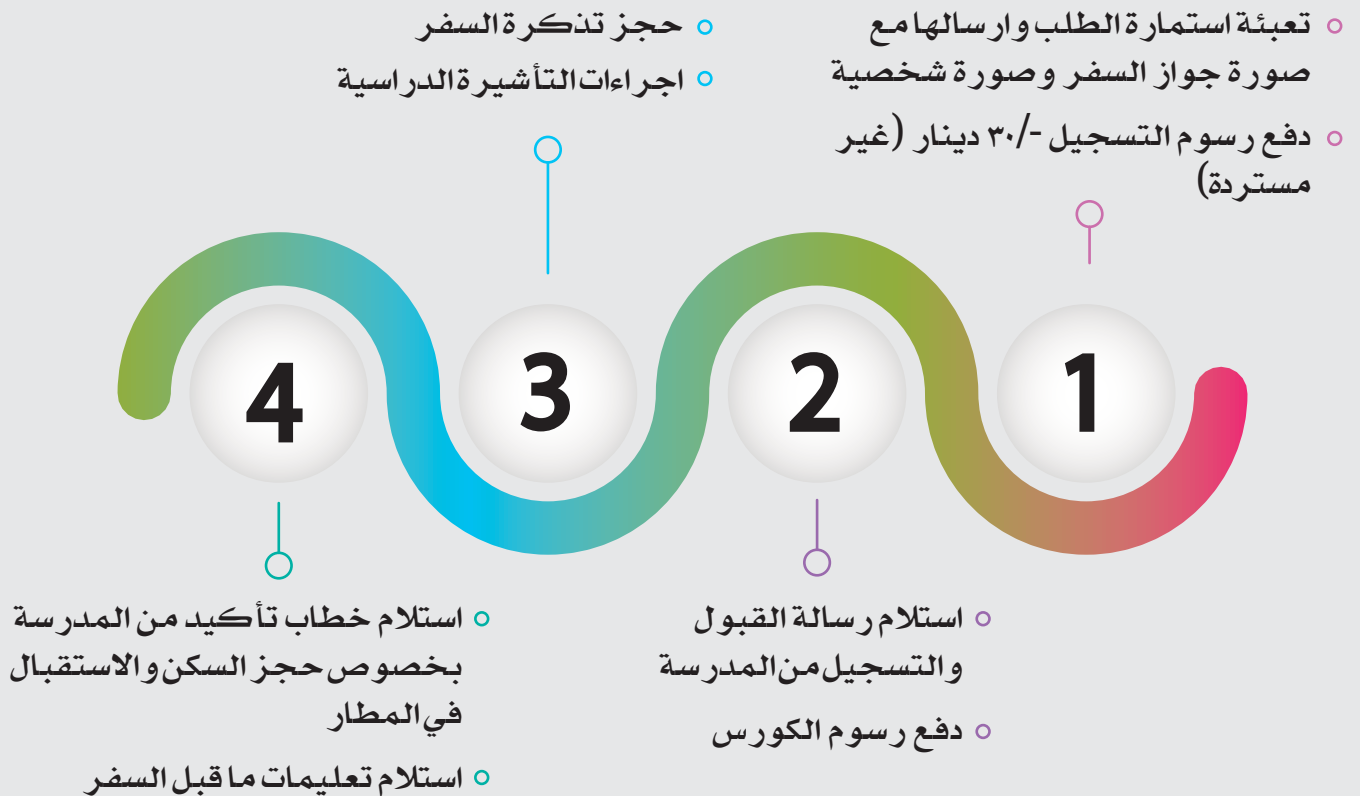 تعبئة استمارة الطلب وارسالها مع
صورة جواز السفر وصورة شخصية
دفع رسوم التسجيل -/٣٠ دينار (غير
مستردة)
1
استلام رسالة القبول
والتسجيل من المدرسة
دفع رسوم الكورس
2
حجز تذكرة السفر
اجراءات التأشيرة الدراسية
3
استلام خطاب تأكيد من المدرسة
بخصوص حجز السكن والاستقبال
في المطار
استلام تعليمات ما قبل السفر
4